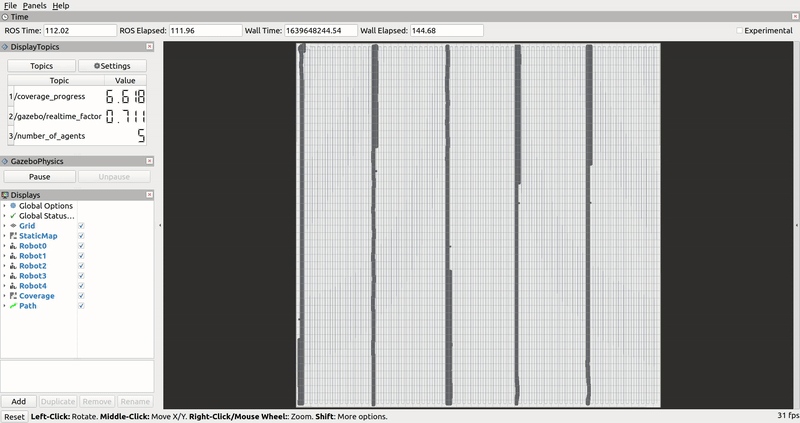 File Panels Help
Time
ROS Time: 112.02 ROS Elapsed: 111.96 Wall Time: 1639648244.54 Wall Elapsed: 144.68 Experimental
DisplayTopics
Topics Settings
Topic Value
1 /coverage_progress 6.618
2 /gazebo/realtime_factor 0.711
3 /number_of_agents 5
GazeboPhysics
Pause Unpause
Displays
Global Options
Global Status...
Grid
StaticMap
Robot0
Robot1
Robot2
Robot3
Robot4
Coverage
Path
Add Duplicate Remove Rename
Reset Left-Click: Rotate. Middle-Click: Move X/Y. Right-Click/Mouse Wheel:: Zoom. Shift: More options. 31 fps